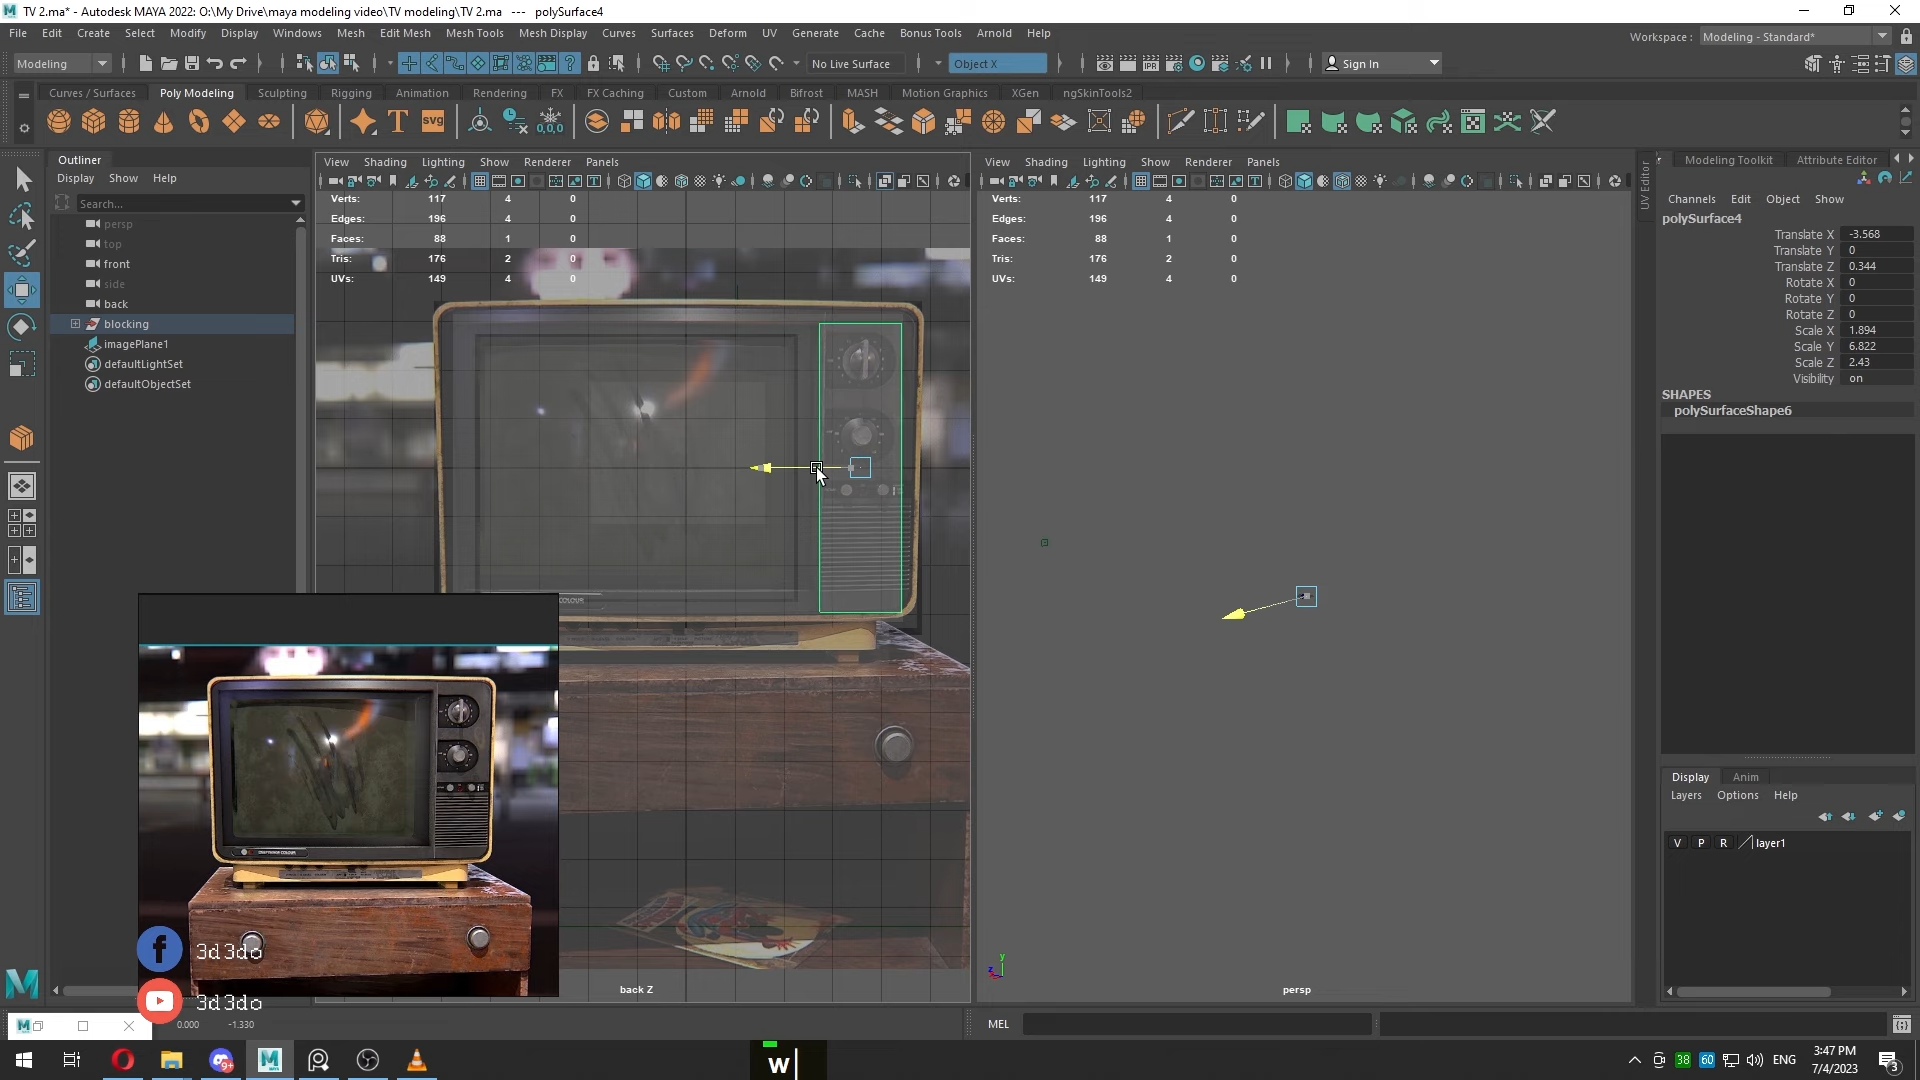 TV 2.ma* - Autodesk MAYA 2022: O:\My Drive\maya modeling video\TV modeling\TV 2.ma   ---   polySurface4
File Edit Create Select Modify Display Windows Mesh Edit Mesh Mesh Tools Mesh Display Curves Surfaces Deform UV Generate Cache Bonus Tools Arnold Help
Workspace : Modeling - Standard*
Modeling
No Live Surface
Object X
Sign In
Curves / Surfaces Poly Modeling Sculpting Rigging Animation Rendering FX FX Caching Custom Arnold Bifrost MASH Motion Graphics XGen ngSkinTools2
T svg 0,0,0
IPR
Outliner
Display Show Help
Search...
persp
top
front
side
back
blocking
imagePlane1
defaultLightSet
defaultObjectSet
View Shading Lighting Show Renderer Panels
Verts: 117 4 0
Edges: 196 4 0
Faces: 88 1 0
Tris: 176 2 0
UVs: 149 4 0
back Z
View Shading Lighting Show Renderer Panels
Verts: 117 4 0
Edges: 196 4 0
Faces: 88 1 0
Tris: 176 2 0
UVs: 149 4 0
y
z
persp
UV Editor
Modeling Toolkit Attribute Editor
Channels Edit Object Show
polySurface4
Translate X -3.568
Translate Y 0
Translate Z 0.344
Rotate X 0
Rotate Y 0
Rotate Z 0
Scale X 1.894
Scale Y 6.822
Scale Z 2.43
Visibility on
SHAPES
polySurfaceShape6
Display Anim
Layers Options Help
V P R layer1
3d3do
3d3do
0.000 -1.330
MEL
w
9+
38 60 ENG
3:47 PM
7/4/2023
3